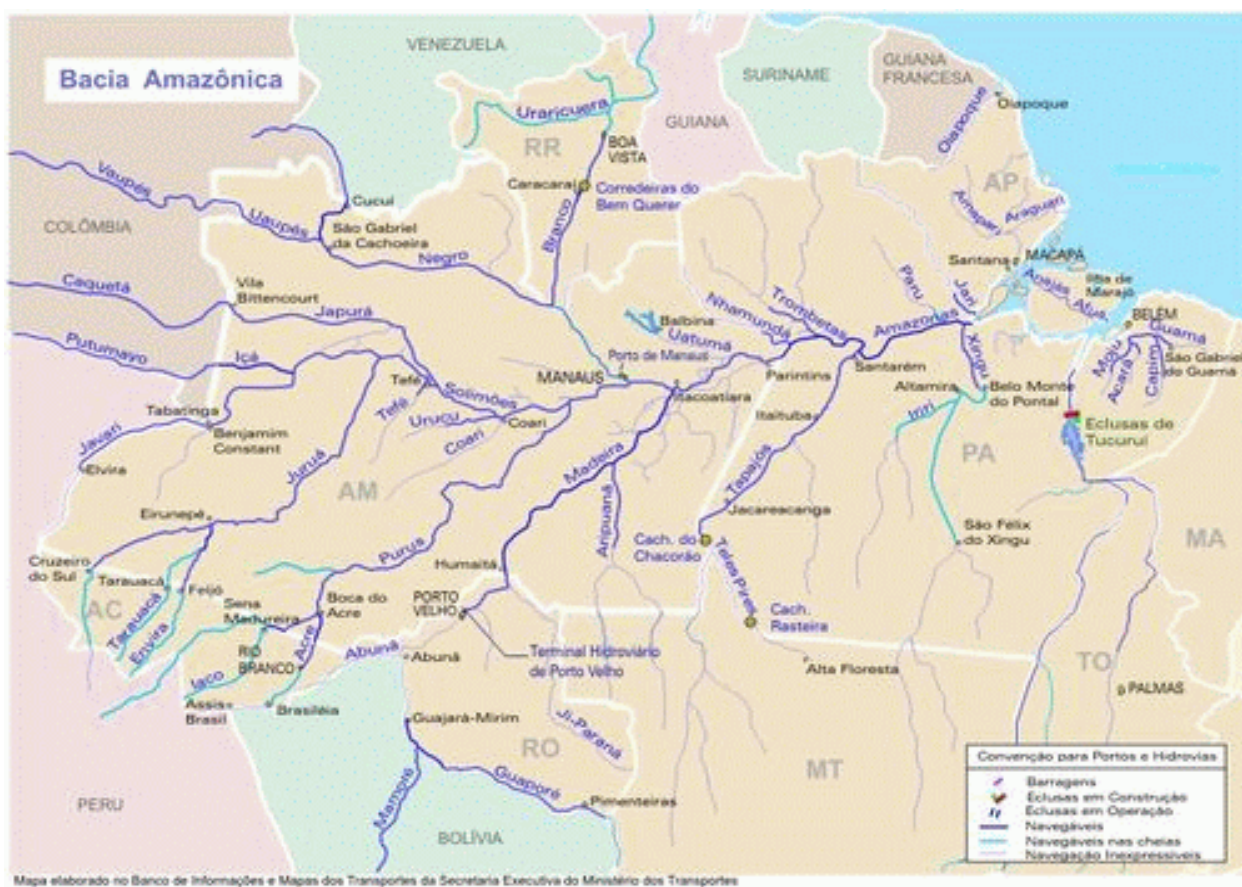 Bacia Amazônica
VENEZUELA
SURINAME
GUIANA
FRANCESA
GUIANA
COLÔMBIA
PERU
BOLÍVIA
Oiapoque
Oiapoque
Uraricuera
RR
BOA
VISTA
Caracaraí
Corredeiras do
Bem Querer
Branco
AP
Amapari
Araguari
Vaupés
Uaupés
Cucuí
São Gabriel
da Cachoeira
Negro
Santana
MACAPÁ
Ilha de
Marajó
Anajás
Afuá
Caquetá
Vila
Bittencourt
Japurá
Paru
Jari
Balbina
Uatumã
Nhamundá
Trombetas
Amazonas
Xingu
BELÉM
Guamá
Moju
Acará
Capim
São Gabriel
do Guamá
Putumayo
Içá
Porto de Manaus
MANAUS
Itacoatiara
Parintins
Santarém
Tefé
Tefé
Solimões
Urucu
Coari
Coari
Altamira
Belo Monte
do Pontal
Iriri
Itaituba
Eclusas de
Tucuruí
Tabatinga
Benjamim
Constant
Javari
Elvira
Juruá
AM
Madeira
Tapajós
PA
Eirunepé
Aripuanã
Jacareacanga
Purus
Cach. do
Chacorão
São Félix
do Xingu
MA
Cruzeiro
do Sul
Tarauacá
Feijó
Humaitá
Teles Pires
AC
Tarauacá
Envira
Sena
Madureira
Boca do
Acre
PORTO
VELHO
Cach.
Rasteira
Acre
RIO
BRANCO
Abunã
Abunã
Terminal Hidroviário
de Porto Velho
Iaco
Alta Floresta
TO
PALMAS
Assis
Brasil
Brasiléia
Guajará-Mirim
Ji-Paraná
RO
MT
Mamoré
Guaporé
Pimenteiras
Convenção para Portos e Hidrovias
Barragens
Eclusas em Construção
Eclusas em Operação
Navegáveis
Navegáveis nas cheias
Navegação Inexpressíveis
Mapa elaborado no Banco de Informações e Mapas dos Transportes da Secretaria Executiva do Ministério dos Transportes